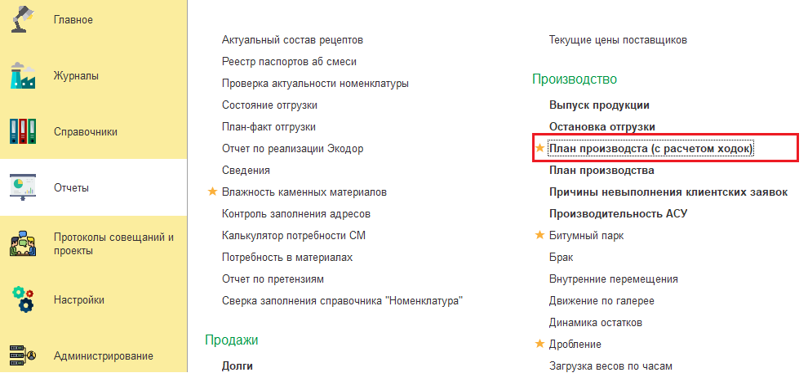 Главное
Журналы
Справочники
Отчеты
Протоколы совещаний и
проекты
Настройки
Администрирование
Актуальный состав рецептов
Реестр паспортов аб смеси
Проверка актуальности номенклатуры
Состояние отгрузки
План-факт отгрузки
Отчет по реализации Экодор
Сведения
Влажность каменных материалов
Контроль заполнения адресов
Калькулятор потребности СМ
Потребность в материалах
Отчет по претензиям
Сверка заполнения справочника "Номенклатура"
Продажи
Долги
Текущие цены поставщиков
Производство
Выпуск продукции
Остановка отгрузки
План производста (с расчетом ходок)
План производства
Причины невыполнения клиентских заявок
Производительность АСУ
Битумный парк
Брак
Внутренние перемещения
Движение по галерее
Динамика остатков
Дробление
Загрузка весов по часам